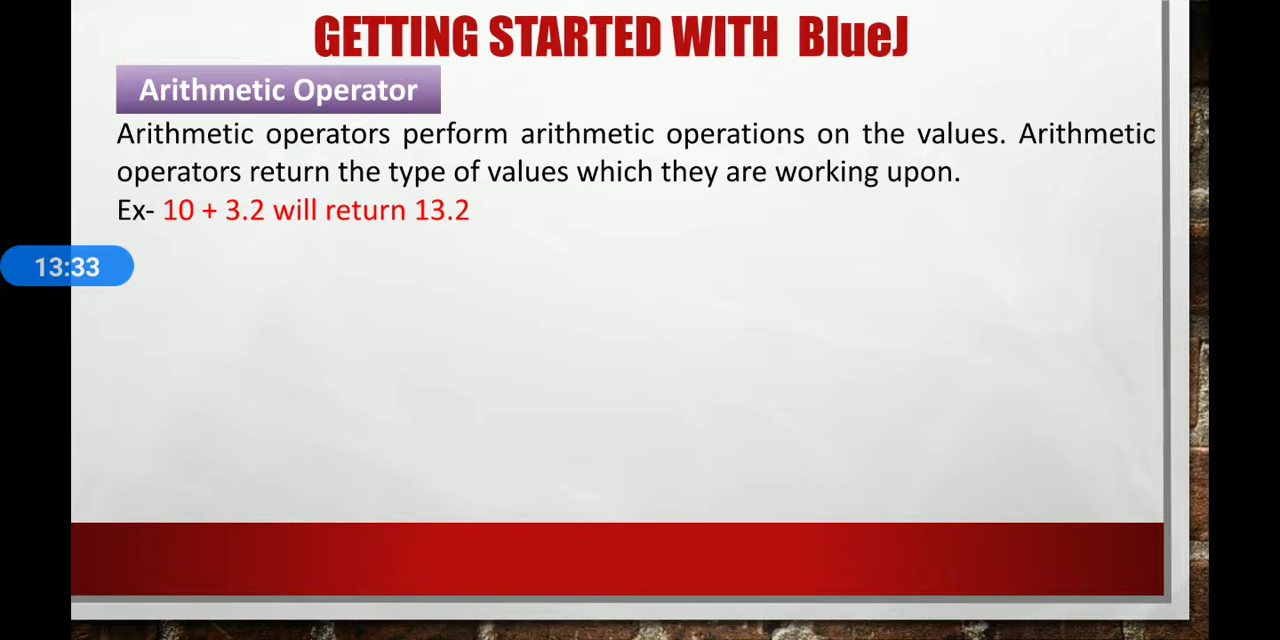 GETTING STARTED WITH BlueJ
Arithmetic Operator
Arithmetic operators perform arithmetic operations on the values. Arithmetic
operators return the type of values which they are working upon.
Ex- 10 + 3.2 will return 13.2
13:33